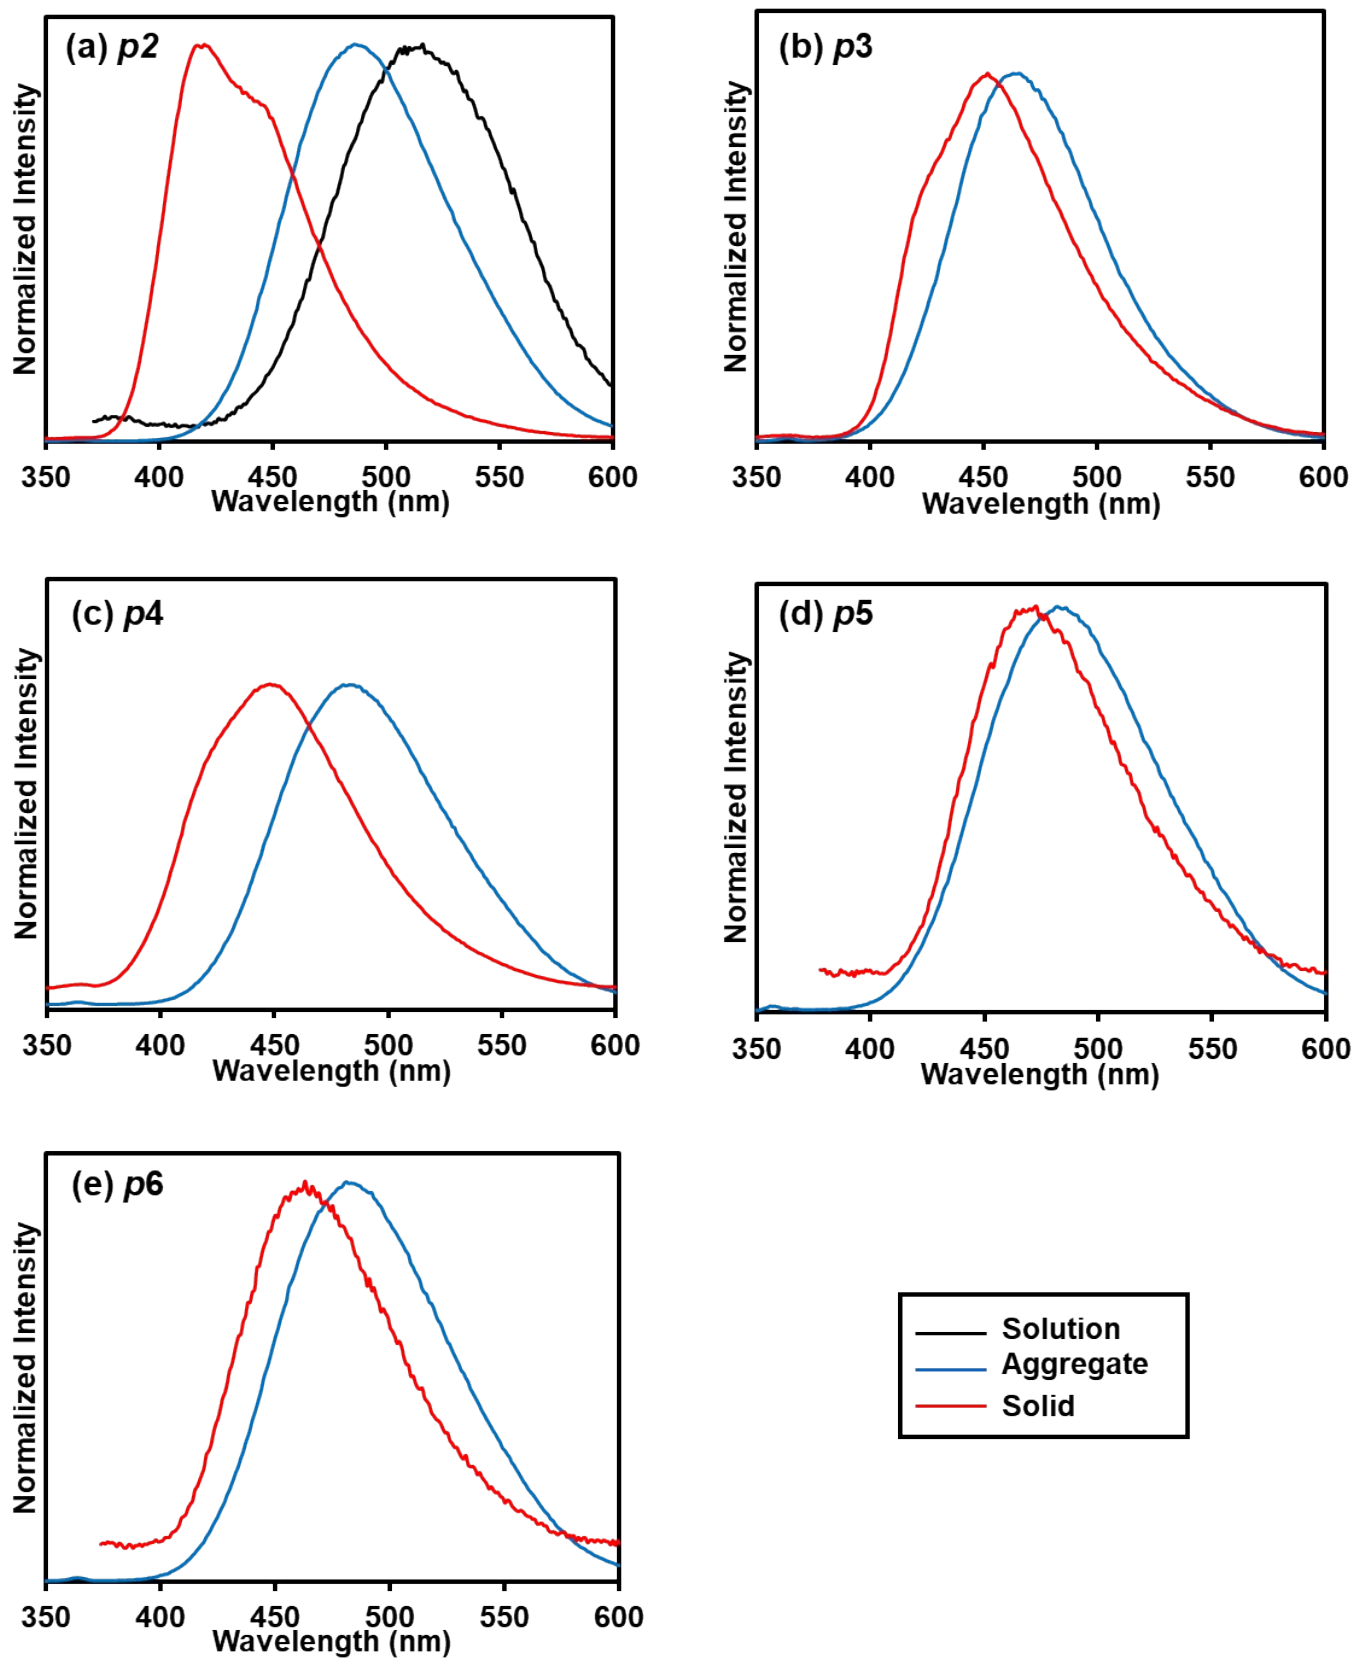 (a) p2
Normalized Intensity
350 400 450 500 550 600
Wavelength (nm)
(b) p3
Normalized Intensity
350 400 450 500 550 600
Wavelength (nm)
(c) p4
Normalized Intensity
350 400 450 500 550 600
Wavelength (nm)
(d) p5
Normalized Intensity
350 400 450 500 550 600
Wavelength (nm)
(e) p6
Normalized Intensity
350 400 450 500 550 600
Wavelength (nm)
Solution
Aggregate
Solid